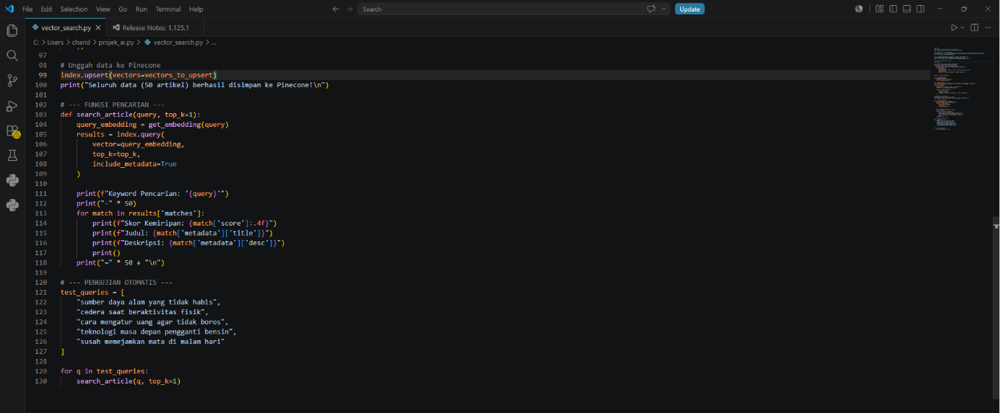 File Edit Selection View Go Run Terminal Help
Search
Update
vector_search.py
Release Notes: 1.125.1
C: > Users > chand > projek_ai.py > vector_search.py > ...
97
98 # Unggah data ke Pinecone
99 index.upsert(vectors=vectors_to_upsert)
100 print("Seluruh data (50 artikel) berhasil disimpan ke Pinecone!\n")
101
102 # --- FUNGSI PENCARIAN ---
103 def search_article(query, top_k=1):
104 query_embedding = get_embedding(query)
105 results = index.query(
106 vector=query_embedding,
107 top_k=top_k,
108 include_metadata=True
109 )
110
111 print(f"Keyword Pencarian: '{query}'")
112 print("-" * 50)
113 for match in results['matches']:
114 print(f"Skor Kemiripan: {match['score']:.4f}")
115 print(f"Judul: {match['metadata']['title']}")
116 print(f"Deskripsi: {match['metadata']['desc']}")
117 print()
118 print("=" * 50 + "\n")
119
120 # --- PENGUJIAN OTOMATIS ---
121 test_queries = [
122 "sumber daya alam yang tidak habis",
123 "cedera saat beraktivitas fisik",
124 "cara mengatur uang agar tidak boros",
125 "teknologi masa depan pengganti bensin",
126 "susah memejamkan mata di malam hari"
127 ]
128
129 for q in test_queries:
130 search_article(q, top_k=1)